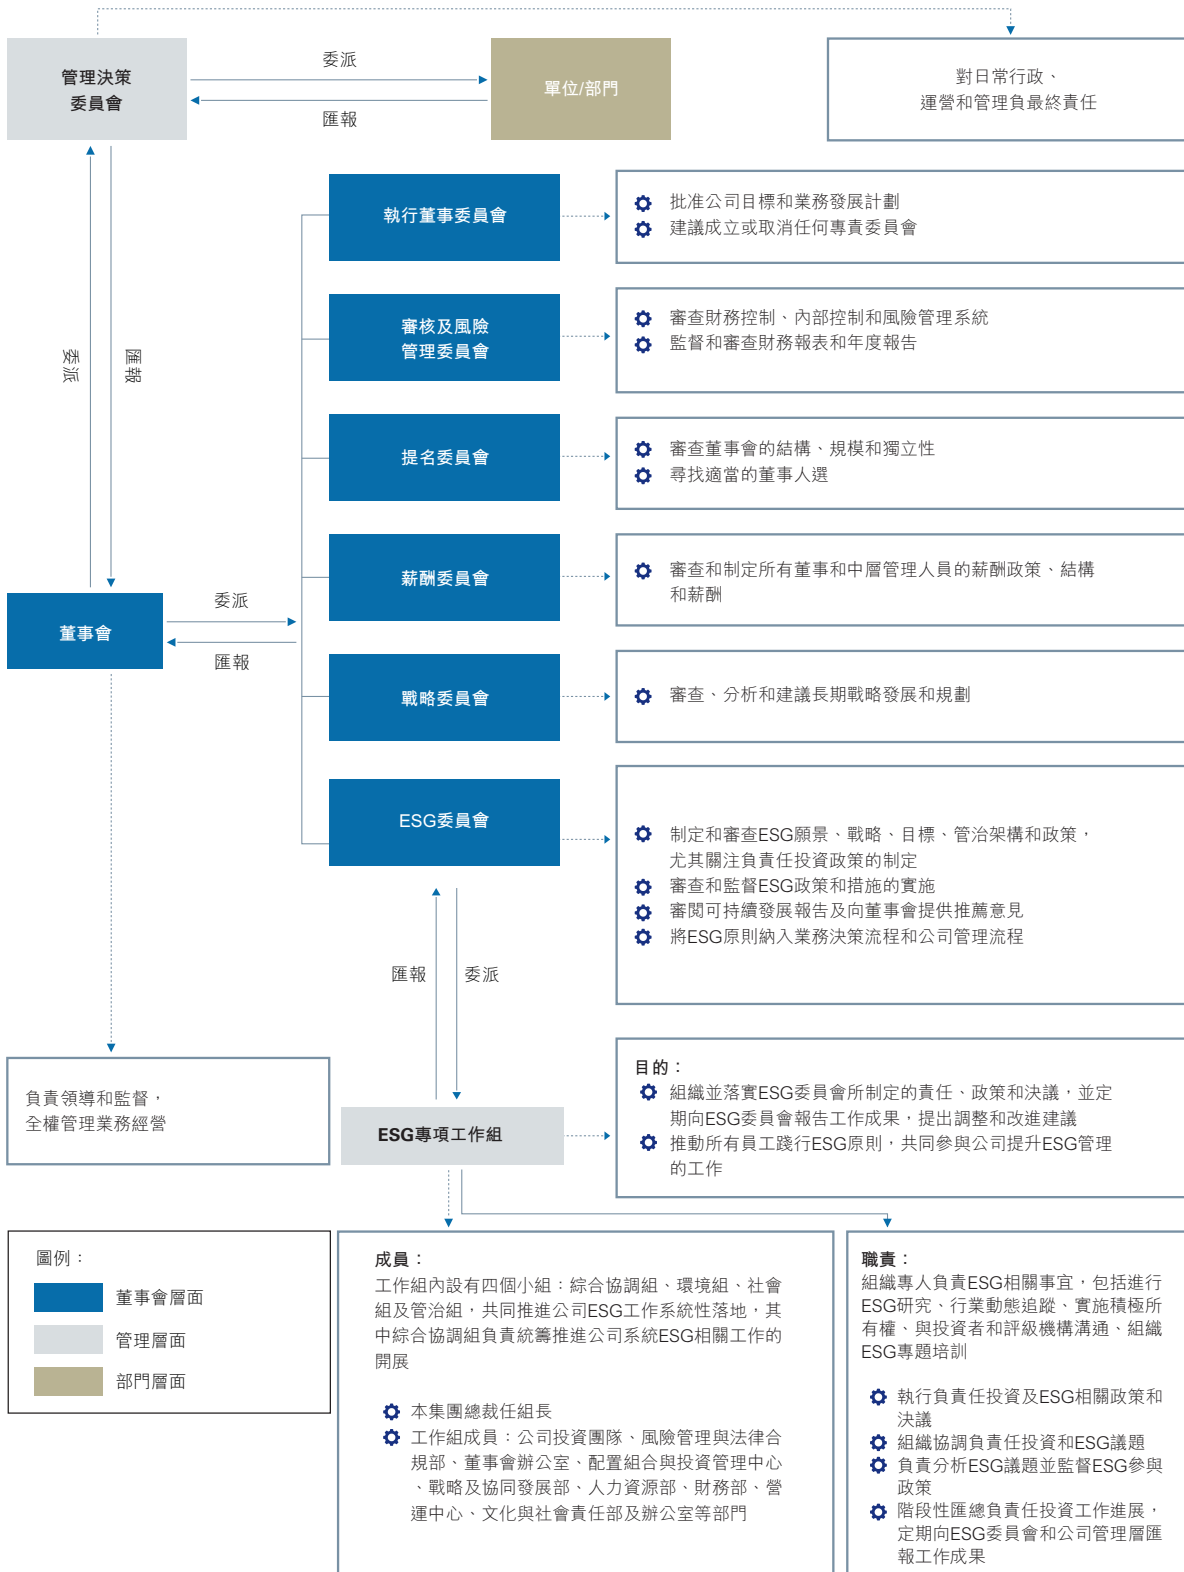 管理決策
委員會
委派
匯報
單位/部門
對日常行政、
運營和管理負最終責任
委派
匯報
執行董事委員會
批准公司目標和業務發展計劃
建議成立或取消任何專責委員會
審核及風險
管理委員會
審查財務控制、內部控制和風險管理系統
監督和審查財務報表和年度報告
提名委員會
審查董事會的結構、規模和獨立性
尋找適當的董事人選
薪酬委員會
審查和制定所有董事和中層管理人員的薪酬政策、結構
和薪酬
董事會
委派
匯報
戰略委員會
審查、分析和建議長期戰略發展和規劃
ESG委員會
制定和審查ESG願景、戰略、目標、管治架構和政策，
尤其關注負責任投資政策的制定
審查和監督ESG政策和措施的實施
審閱可持續發展報告及向董事會提供推薦意見
將ESG原則納入業務決策流程和公司管理流程
匯報
委派
負責領導和監督，
全權管理業務經營
ESG專項工作組
目的：
組織並落實ESG委員會所制定的責任、政策和決議，並定
期向ESG委員會報告工作成果，提出調整和改進建議
推動所有員工踐行ESG原則，共同參與公司提升ESG管理
的工作
圖例：
董事會層面
管理層面
部門層面
成員：
工作組內設有四個小組：綜合協調組、環境組、社會
組及管治組，共同推進公司ESG工作系統性落地，其
中綜合協調組負責統籌推進公司系統ESG相關工作的
開展
本集團總裁任組長
工作組成員：公司投資團隊、風險管理與法律合
規部、董事會辦公室、配置組合與投資管理中心
、戰略及協同發展部、人力資源部、財務部、營
運中心、文化與社會責任部及辦公室等部門
職責：
組織專人負責ESG相關事宜，包括進行
ESG研究、行業動態追蹤、實施積極所
有權、與投資者和評級機構溝通、組織
ESG專題培訓
執行負責任投資及ESG相關政策和
決議
組織協調負責任投資和ESG議題
負責分析ESG議題並監督ESG參與
政策
階段性匯總負責任投資工作進展，
定期向ESG委員會和公司管理層匯
報工作成果